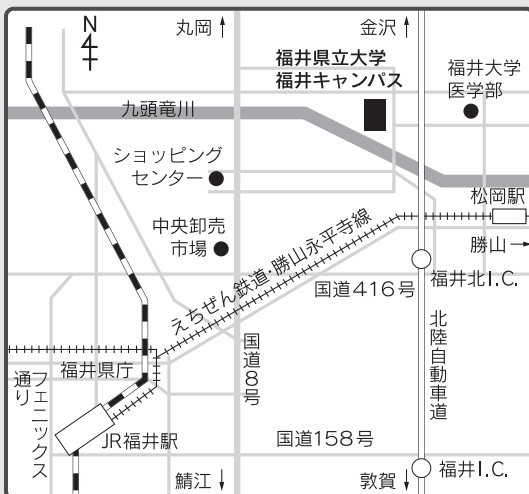 N
丸岡
金沢
福井県立大学
福井キャンパス
福井大学
医学部
九頭竜川
ショッピング
センター
松岡駅
中央卸売
市場
勝山
えちぜん鉄道・勝山永平寺線
福井北I.C.
国道416号
国道8号
北陸自動車道
福井県庁
フェニックス
通り
JR福井駅
国道158号
鯖江
敦賀
福井I.C.